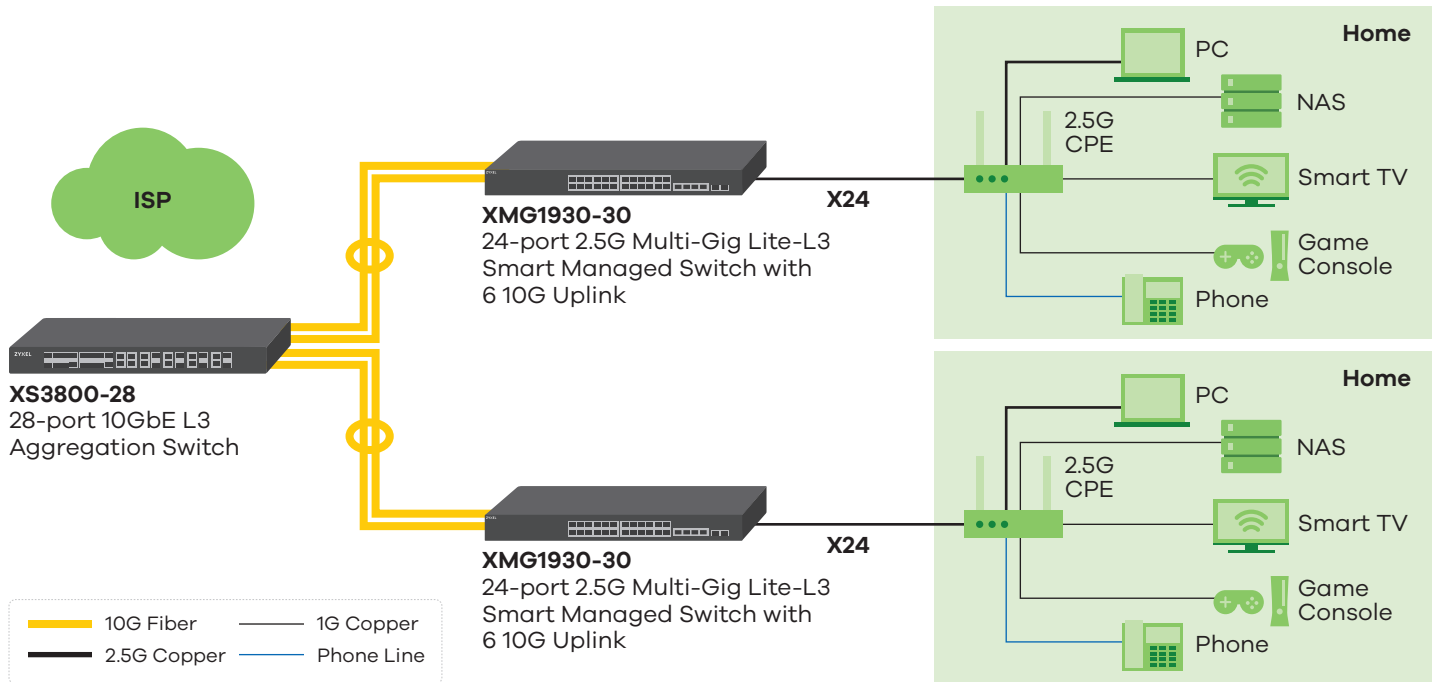 ISP
ZYXEL
XS3800-28
28-port 10GbE L3
Aggregation Switch
ZYXEL
XMG1930-30
24-port 2.5G Multi-Gig Lite-L3
Smart Managed Switch with
6 10G Uplink
X24
Home
PC
NAS
2.5G
CPE
Smart TV
Game
Console
Phone
ZYXEL
XMG1930-30
24-port 2.5G Multi-Gig Lite-L3
Smart Managed Switch with
6 10G Uplink
X24
Home
PC
NAS
2.5G
CPE
Smart TV
Game
Console
Phone
10G Fiber
1G Copper
2.5G Copper
Phone Line